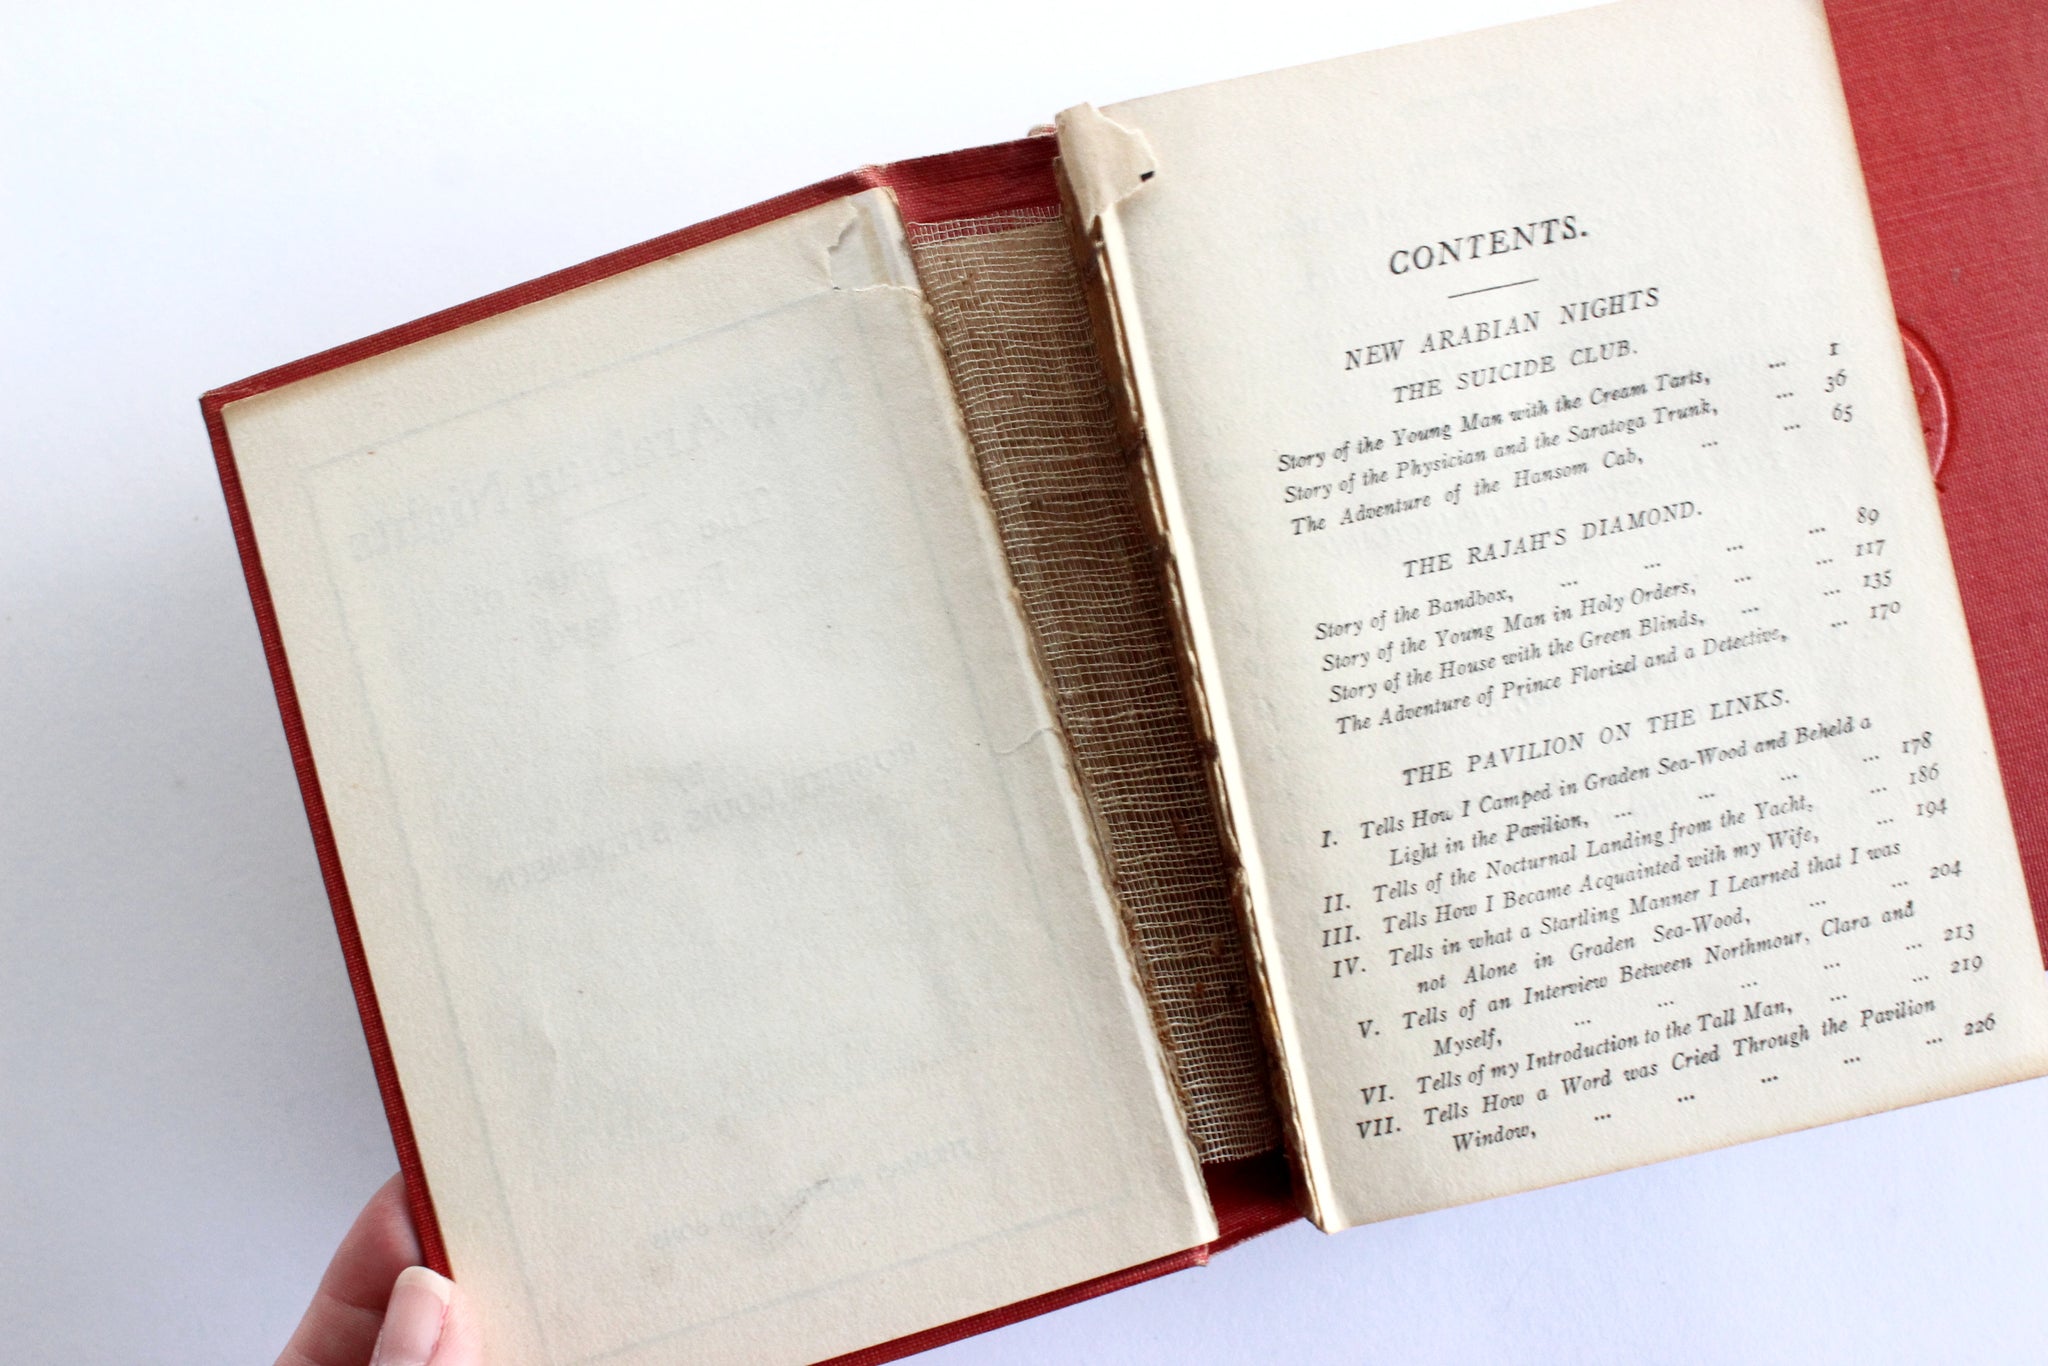 CONTENTS.
NEW ARABIAN NIGHTS
THE SUICIDE CLUB.
Story of the Young Man with the Cream Tarts, ... 1
Story of the Physician and the Saratoga Trunk, ... 36
The Adventure of the Hansom Cab, ... ... 65
THE RAJAH'S DIAMOND.
Story of the Bandbox, ... ... ... ... 89
Story of the Young Man in Holy Orders, ... ... 117
Story of the House with the Green Blinds, ... ... 135
The Adventure of Prince Florizel and a Detective, ... 170
THE PAVILION ON THE LINKS.
I. Tells How I Camped in Graden Sea-Wood and Beheld a
Light in the Pavilion, ... ... ... ... 178
II. Tells of the Nocturnal Landing from the Yacht, ... 186
III. Tells How I Became Acquainted with my Wife, ... 194
IV. Tells in what a Startling Manner I Learned that I was
not Alone in Graden Sea-Wood, ... ... 204
V. Tells of an Interview Between Northmour, Clara and
Myself, ... ... ... ... ... 213
VI. Tells of my Introduction to the Tall Man, ... ... 219
VII. Tells How a Word was Cried Through the Pavilion
Window, ... ... ... ... ... 226